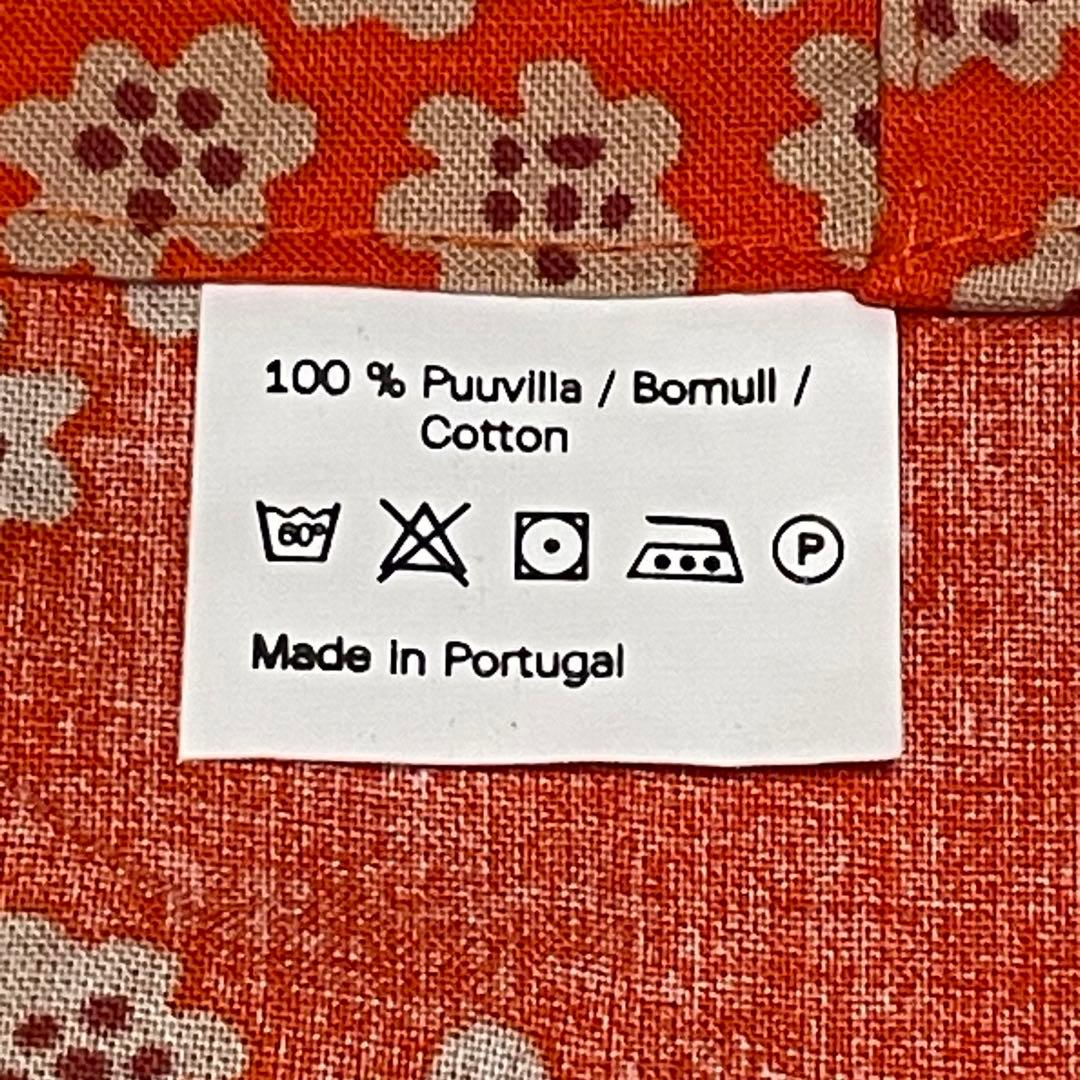 100 % Puuvilla / Bomull /
Cotton
60°
P
Made in Portugal